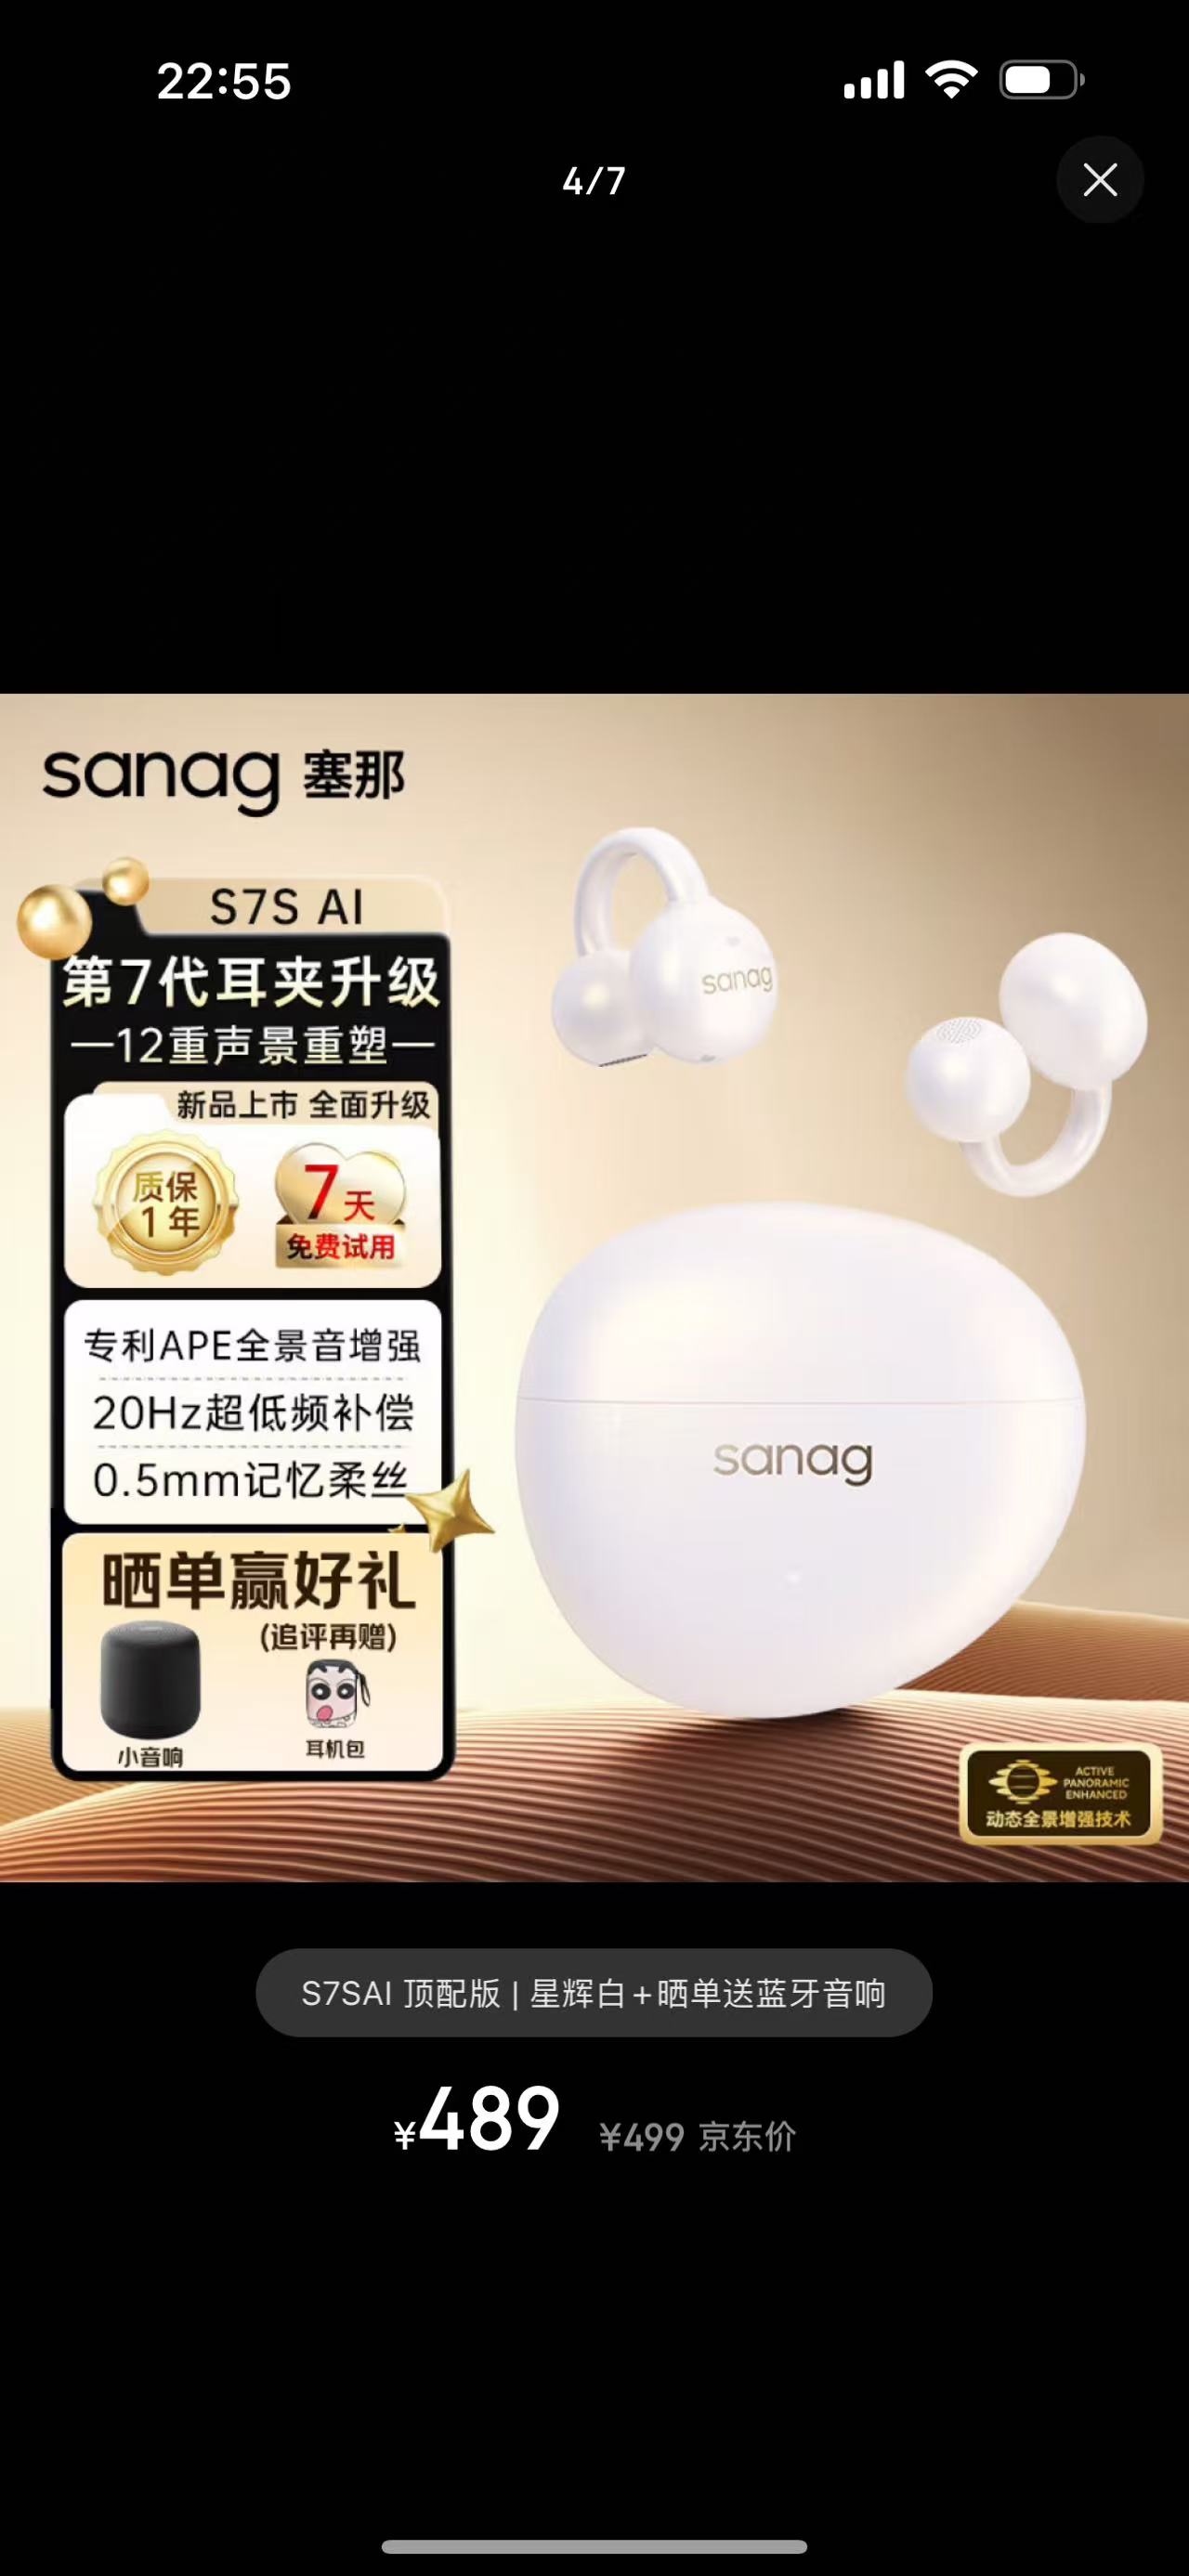 22:55
4/7
sanag 塞那
S7S AI
第7代耳夹升级
—12重声景重塑—
新品上市 全面升级
质保
1年
7天
免费试用
专利APE全景音增强
20Hz超低频补偿
0.5mm记忆柔丝
晒单赢好礼
(追评再赠)
小音响
耳机包
sanag
sanag
ACTIVE
PANORAMIC
ENHANCED
动态全景增强技术
S7SAI 顶配版 | 星辉白+晒单送蓝牙音响
¥489 ¥499 京东价